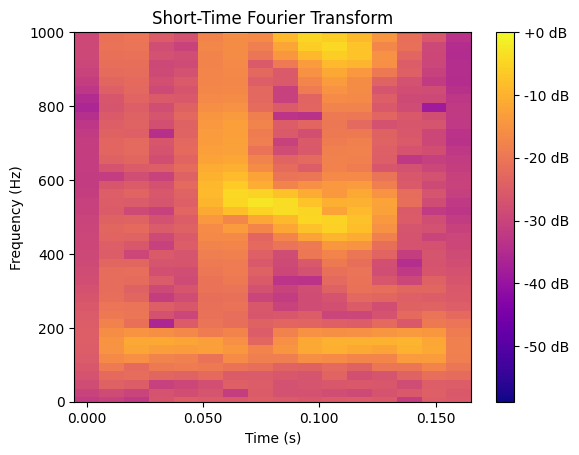 Short-Time Fourier Transform
1000
800
600
400
200
0
Frequency (Hz)
0.000
0.050
0.100
0.150
Time (s)
+0 dB
-10 dB
-20 dB
-30 dB
-40 dB
-50 dB